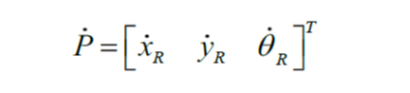 Ṗ = [ẋ_R ẏ_R θ̇_R]^T